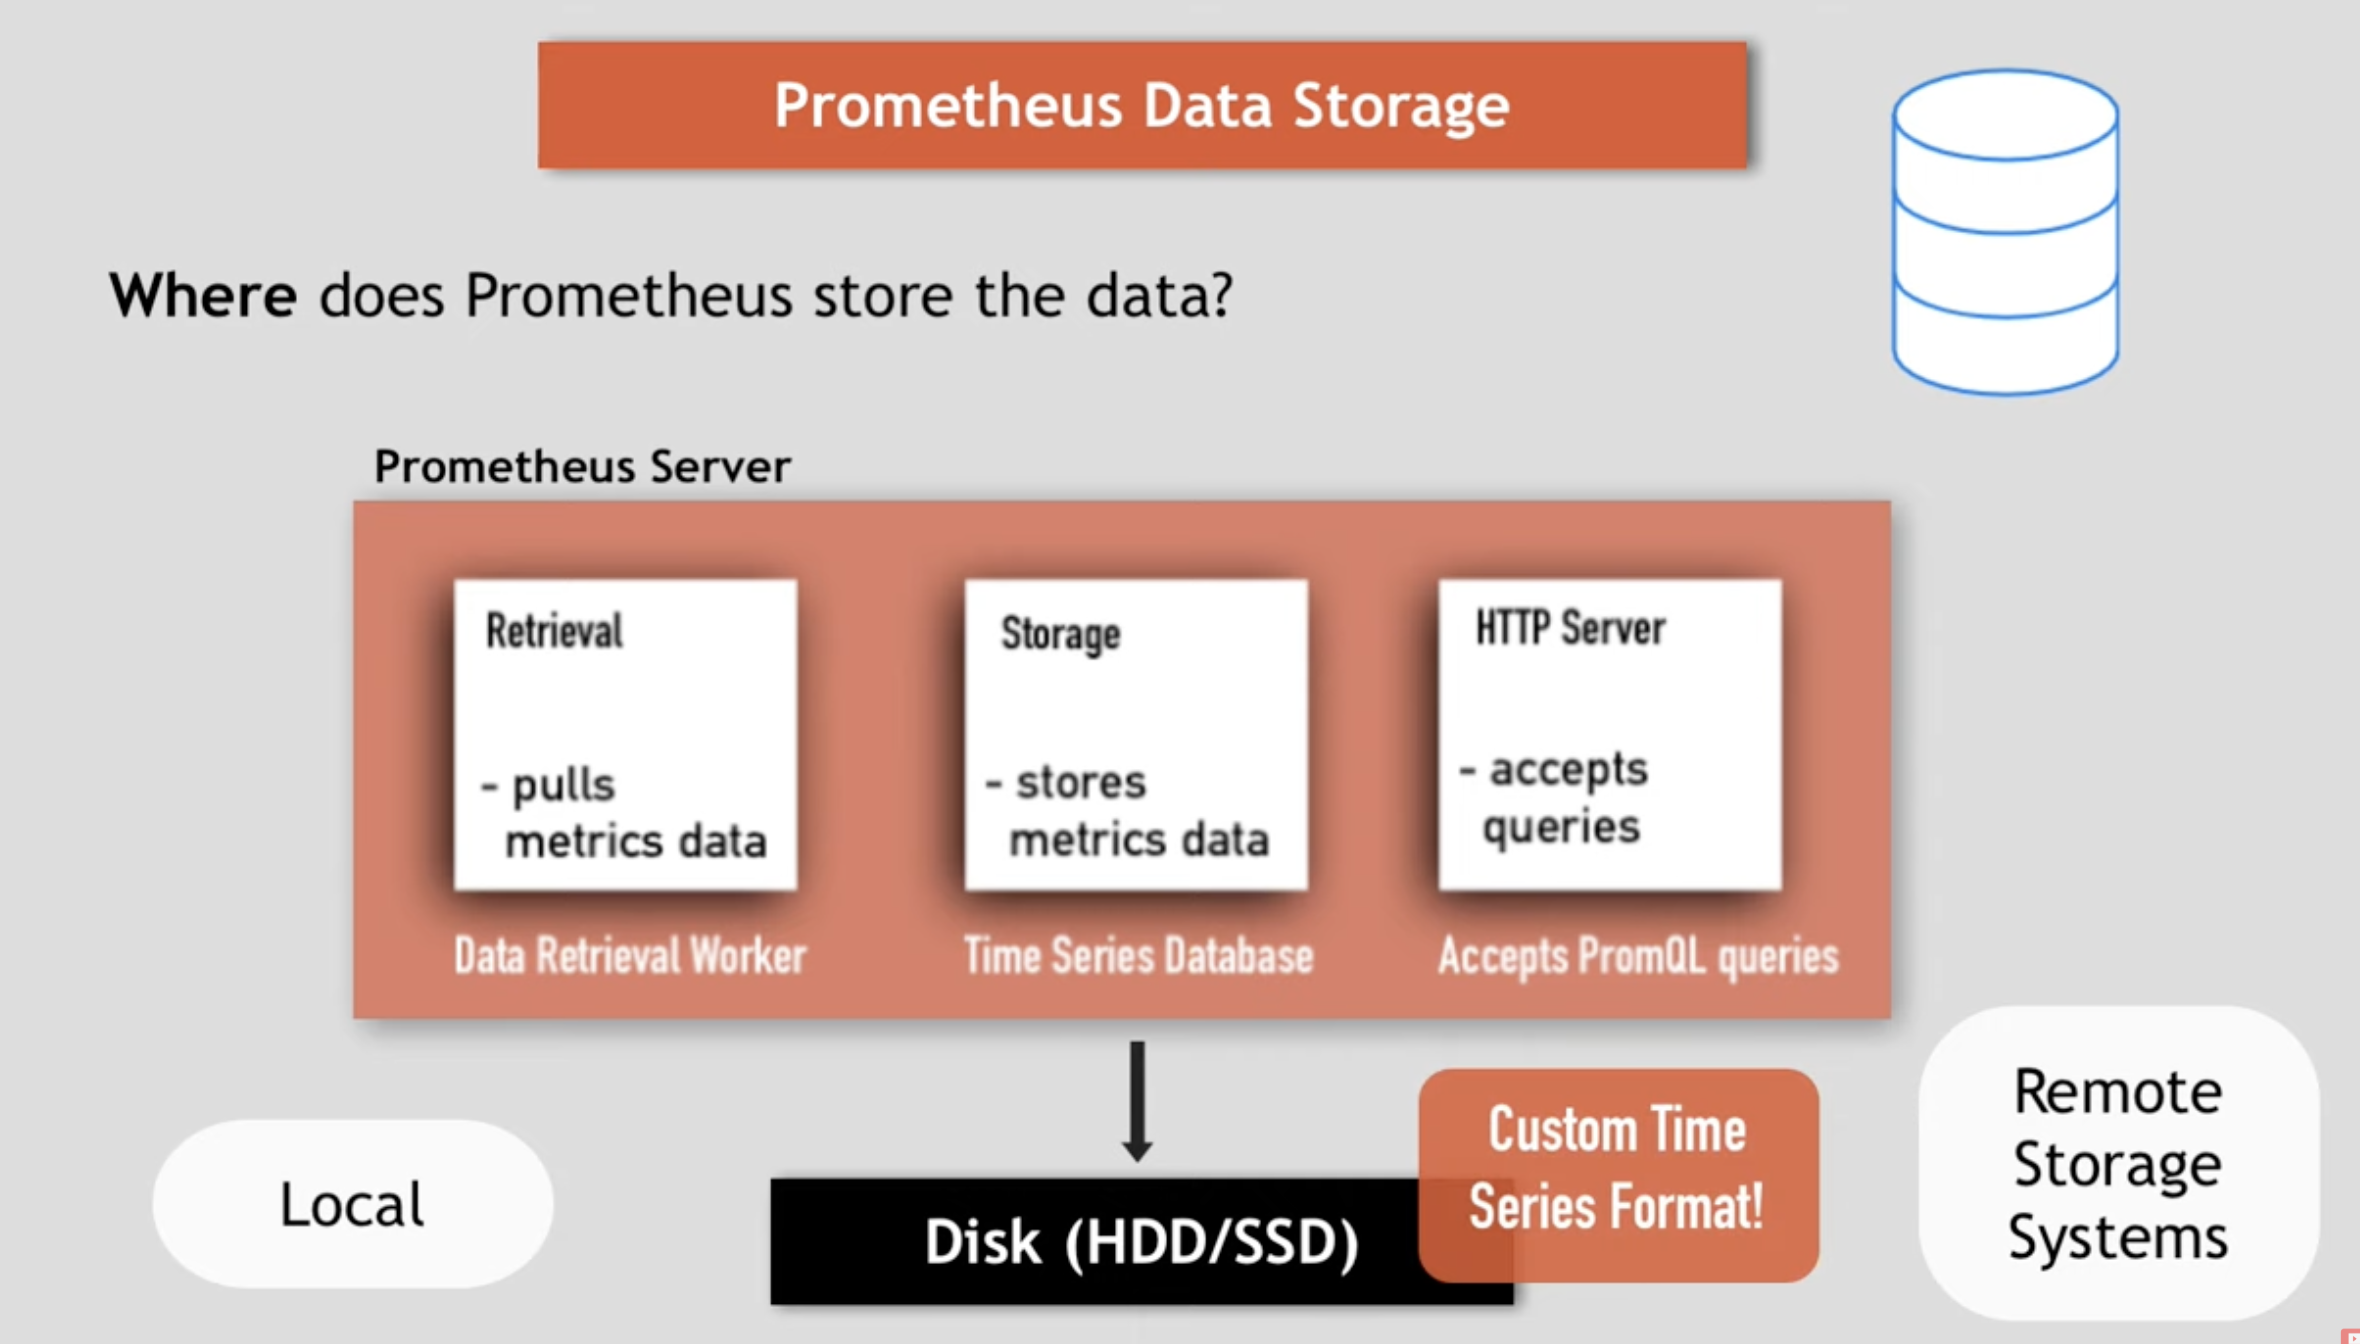 Prometheus Data Storage
Where does Prometheus store the data?
Prometheus Server
Retrieval
- pulls
metrics data
Data Retrieval Worker
Storage
- stores
metrics data
Time Series Database
HTTP Server
- accepts
queries
Accepts PromQL queries
Local
Disk (HDD/SSD)
Custom Time
Series Format!
Remote
Storage
Systems